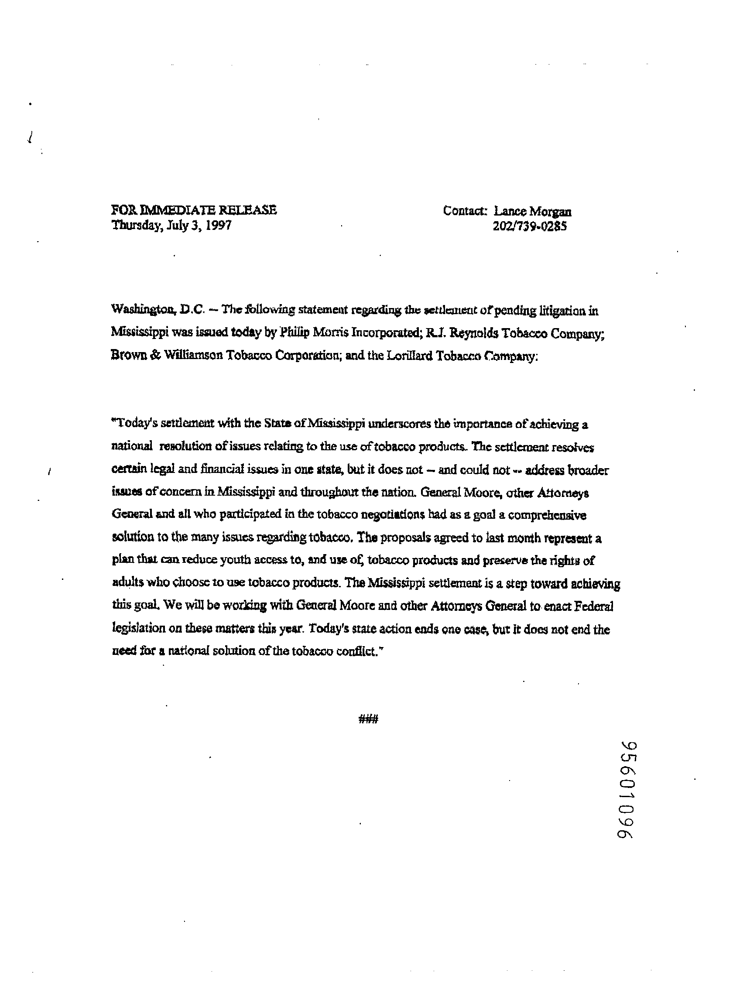 FOR IMMEDIATE RELEASE
Thursday, July 3, 1997
Contact: Lance Morgan
202/739-0285
Washington, D.C. -- The following statement regarding the settlement of pending litigation in
Mississippi was issued today by Philip Morris Incorporated; R.J. Reynolds Tobacco Company;
Brown & Williamson Tobacco Corporation; and the Lorillard Tobacco Company:
"Today's settlement with the State of Mississippi underscores the importance of achieving a
national resolution of issues relating to the use of tobacco products. The settlement resolves
certain legal and financial issues in one state, but it does not -- and could not -- address broader
issues of concern in Mississippi and throughout the nation. General Moore, other Attorneys
General and all who participated in the tobacco negotiations had as a goal a comprehensive
solution to the many issues regarding tobacco. The proposals agreed to last month represent a
plan that can reduce youth access to, and use of, tobacco products and preserve the rights of
adults who choose to use tobacco products. The Mississippi settlement is a step toward achieving
this goal. We will be working with General Moore and other Attorneys General to enact Federal
legislation on these matters this year. Today's state action ends one case, but it does not end the
need for a national solution of the tobacco conflict."
###
95601096